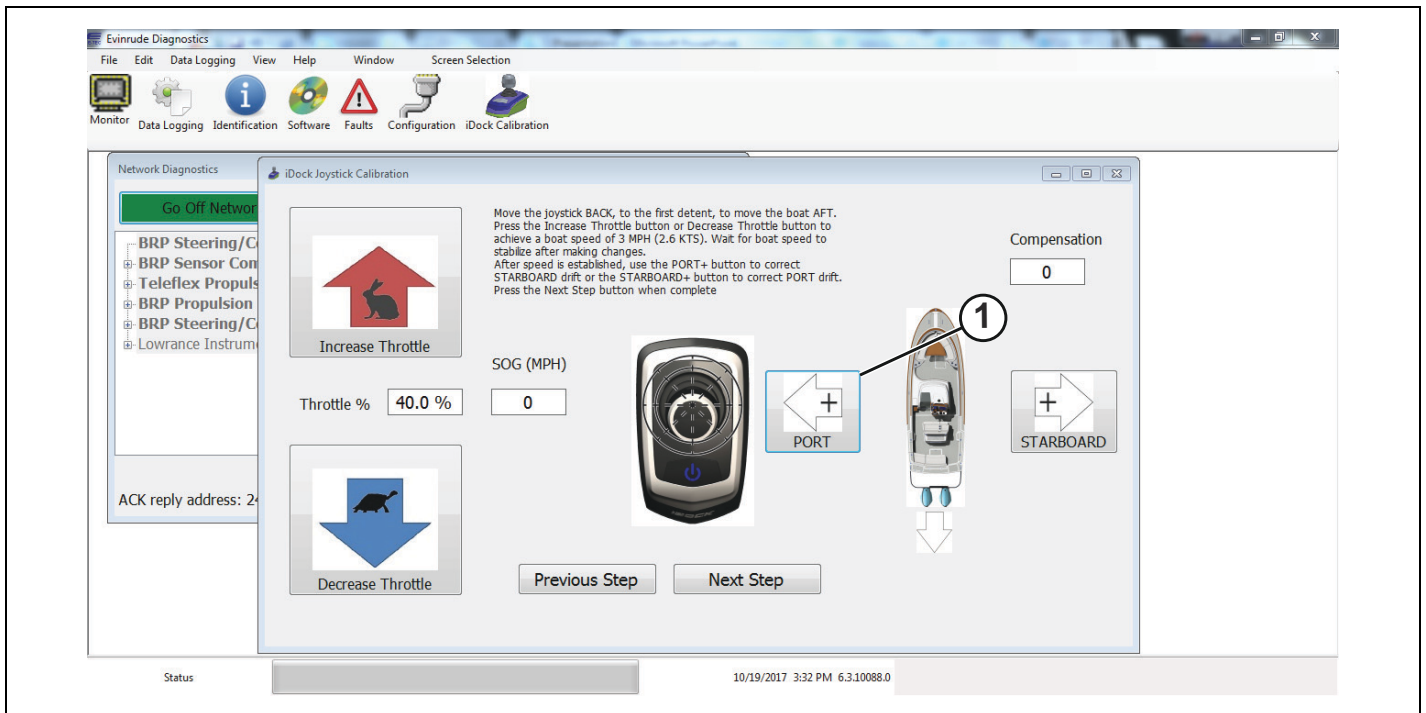 Evinrude Diagnostics
File Edit Data Logging View Help Window Screen Selection
Monitor Data Logging Identification Software Faults Configuration iDock Calibration
Network Diagnostics
Go Off Networ
BRP Steering/C
BRP Sensor Con
Teleflex Propuls
BRP Propulsion
BRP Steering/C
Lowrance Instrum
ACK reply address: 24
iDock Joystick Calibration
Move the joystick BACK, to the first detent, to move the boat AFT.
Press the Increase Throttle button or Decrease Throttle button to
achieve a boat speed of 3 MPH (2.6 KTS). Wait for boat speed to
stabilize after making changes.
After speed is established, use the PORT+ button to correct
STARBOARD drift or the STARBOARD+ button to correct PORT drift.
Press the Next Step button when complete
Compensation
0
1
Increase Throttle
SOG (MPH)
Throttle % 40.0 % 0
+ PORT
+ STARBOARD
Decrease Throttle
Previous Step Next Step
Status 10/19/2017 3:32 PM 6.3.10088.0